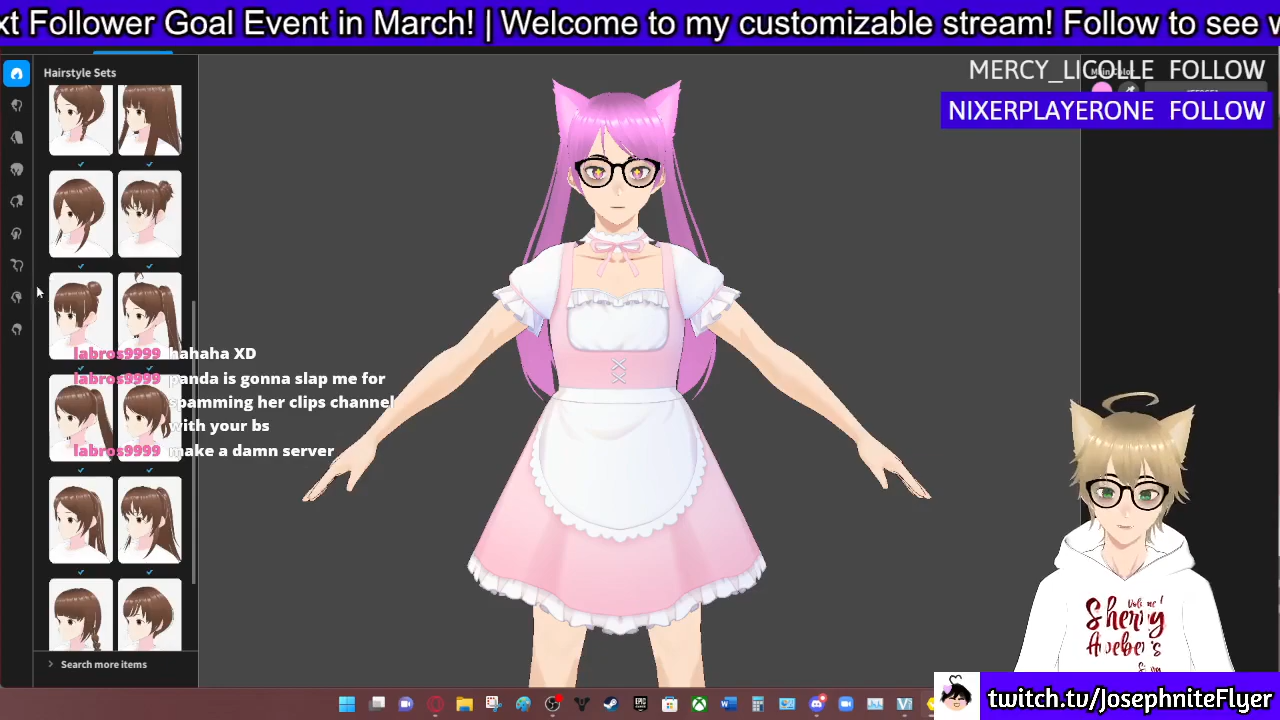 xt Follower Goal Event in March! | Welcome to my customizable stream! Follow to see w
Hairstyle Sets
MERCY_LICOLLE FOLLOW
NIXERPLAYERONE FOLLOW
labros9999 hahaha XD
labros9999 panda is gonna slap me for
spamming her clips channel
with your bs
labros9999 make a damn server
Search more items
Sherry
twitch.tv/JosephniteFlyer